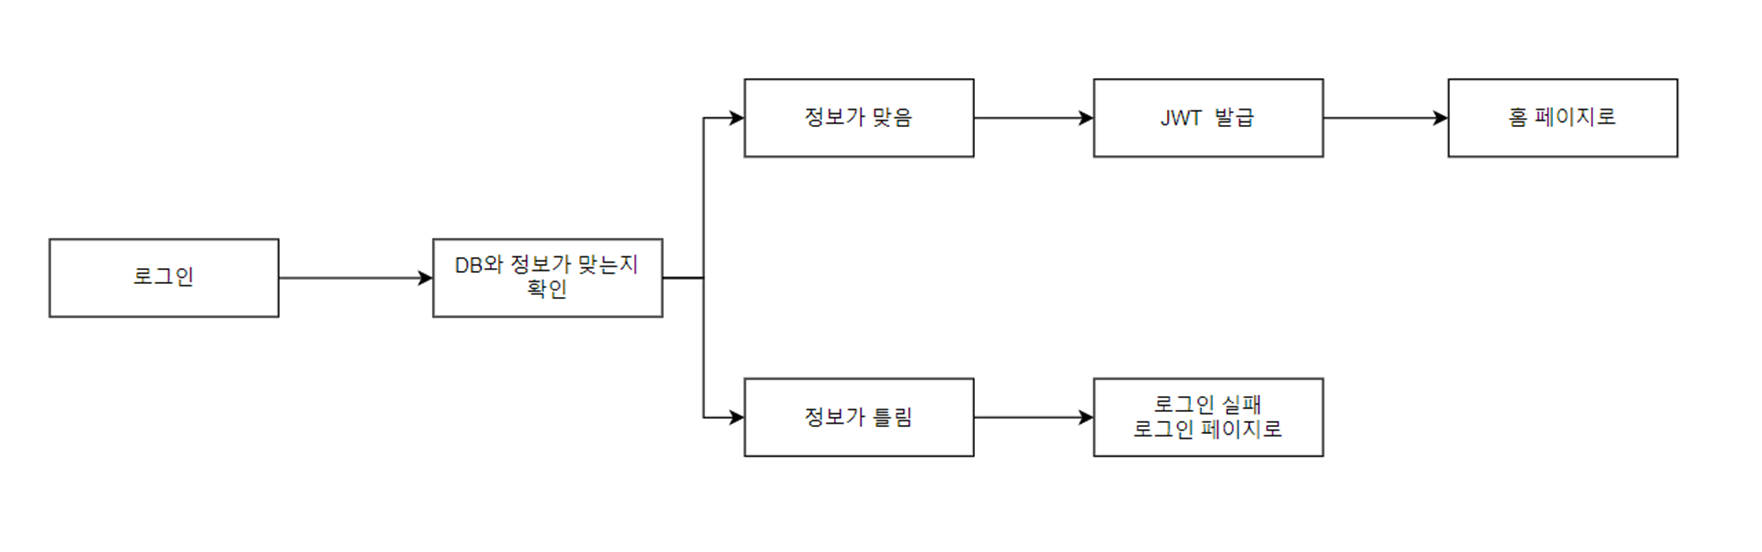 로그인
DB와 정보가 맞는지
확인
정보가 맞음
JWT 발급
홈 페이지로
정보가 틀림
로그인 실패
로그인 페이지로